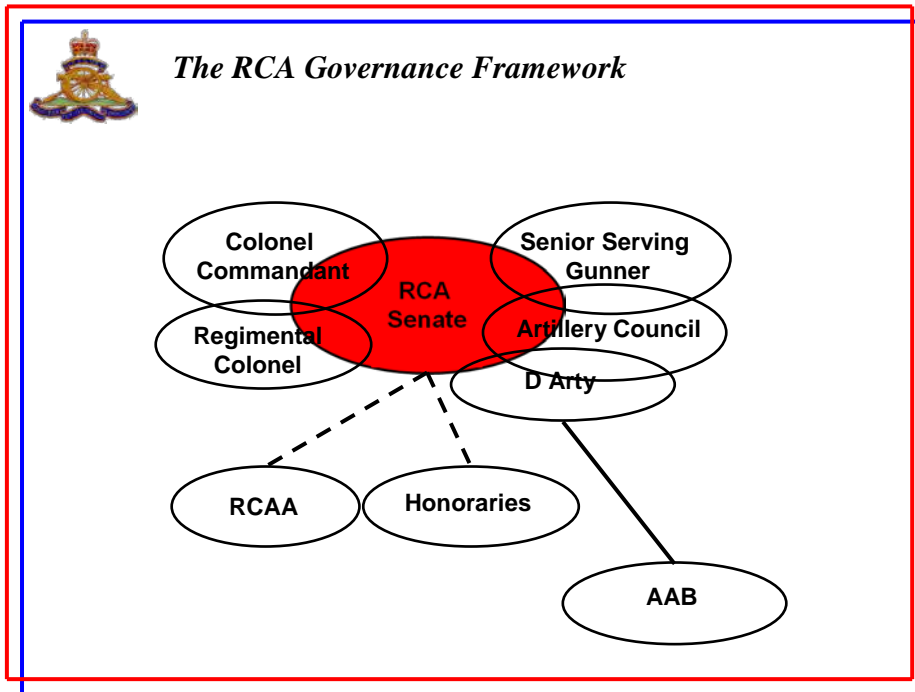 The RCA Governance Framework
Colonel
Commandant
Senior Serving
Gunner
RCA
Senate
Regimental
Colonel
Artillery Council
D Arty
RCAA
Honoraries
AAB